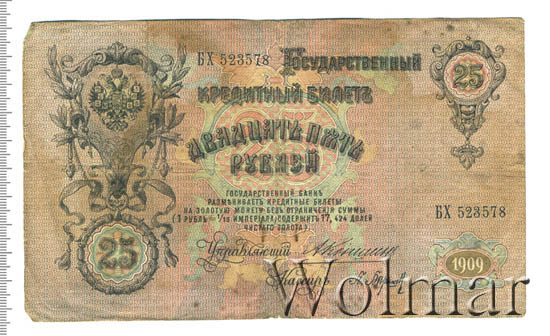 БХ 523578
Государственный
25
Кредитный Билетъ
Двадцать пять
рублей
Государственный Банкъ
размѣниваетъ кредитные билеты
на золотую монету безъ ограниченія суммы
(1 рубль = 1/15 имперіала, содержитъ 17,424 долей
чистаго золота)
БХ 523578
25
Управляющій
Кассиръ
1909
Wolmar